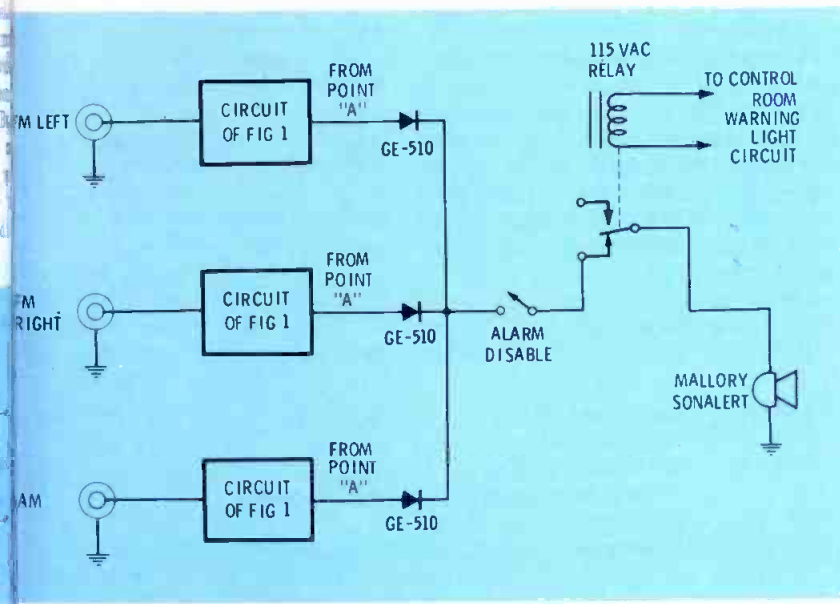 115 VAC
RELAY
TO CONTROL
ROOM
WARNING
LIGHT
CIRCUIT
FM LEFT
CIRCUIT
OF FIG 1
FROM
POINT
"A"
GE-510
FM
RIGHT
CIRCUIT
OF FIG 1
FROM
POINT
"A"
GE-510
ALARM
DISABLE
MALLORY
SONALERT
AM
CIRCUIT
OF FIG 1
FROM
POINT
"A"
GE-510